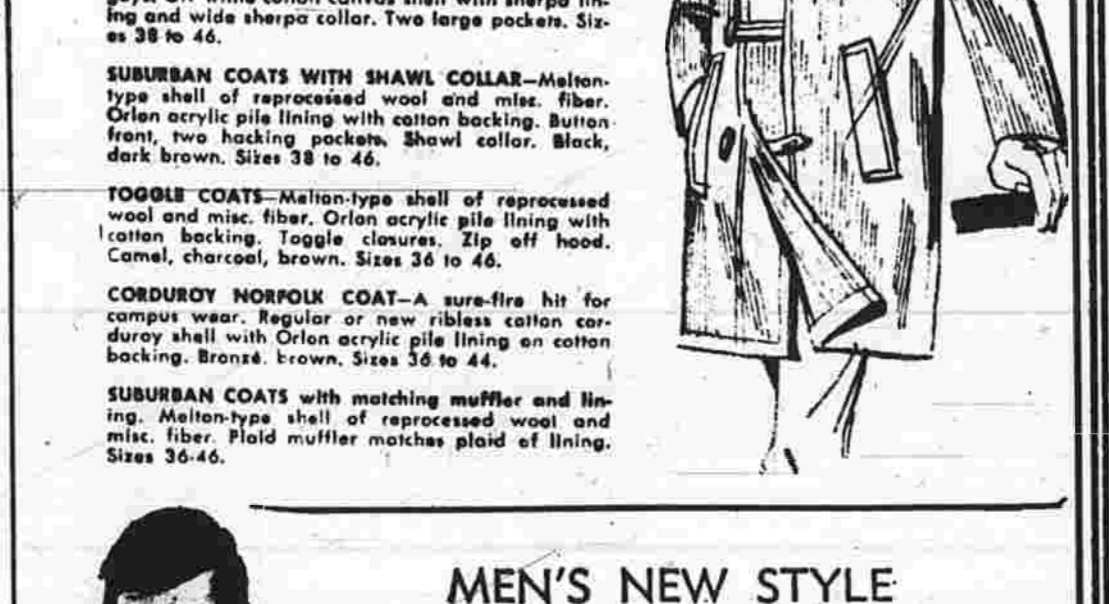 ing and wide sherpa collar. Two large pockets. Siz-
es 38 to 46.
SUBURBAN COATS WITH SHAWL COLLAR—Melton-
type shell of reprocessed wool and misc. fiber.
Orlon acrylic pile lining with cotton backing. Button
front, two hacking pockets. Shawl collar. Black,
dark brown. Sizes 38 to 46.
TOGGLE COATS—Melton-type shell of reprocessed
wool and misc. fiber. Orlon acrylic pile lining with
cotton backing. Toggle closures. Zip off hood.
Camel, charcoal, brown. Sizes 36 to 46.
CORDUROY NORFOLK COAT—A sure-fire hit for
campus wear. Regular or new ribless cotton cor-
duroy shell with Orlon acrylic pile lining on cotton
backing. Bronze, brown. Sizes 36 to 44.
SUBURBAN COATS with matching muffler and lin-
ing. Melton-type shell of reprocessed wool and
misc. fiber. Plaid muffler matches plaid of lining.
Sizes 36-46.
MEN'S NEW STYLE